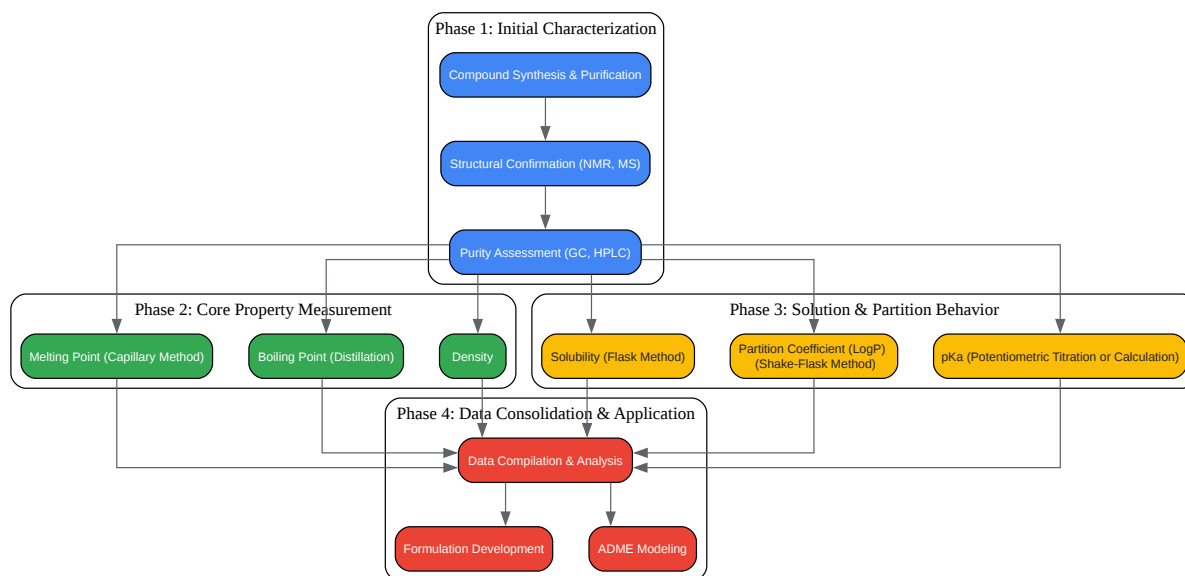 Phase 1: Initial Characterization
Compound Synthesis & Purification
Structural Confirmation (NMR, MS)
Purity Assessment (GC, HPLC)
Phase 2: Core Property Measurement
Melting Point (Capillary Method)
Boiling Point (Distillation)
Density
Phase 3: Solution & Partition Behavior
Solubility (Flask Method)
Partition Coefficient (LogP)
(Shake-Flask Method)
pKa (Potentiometric Titration or Calculation)
Phase 4: Data Consolidation & Application
Data Compilation & Analysis
Formulation Development
ADME Modeling